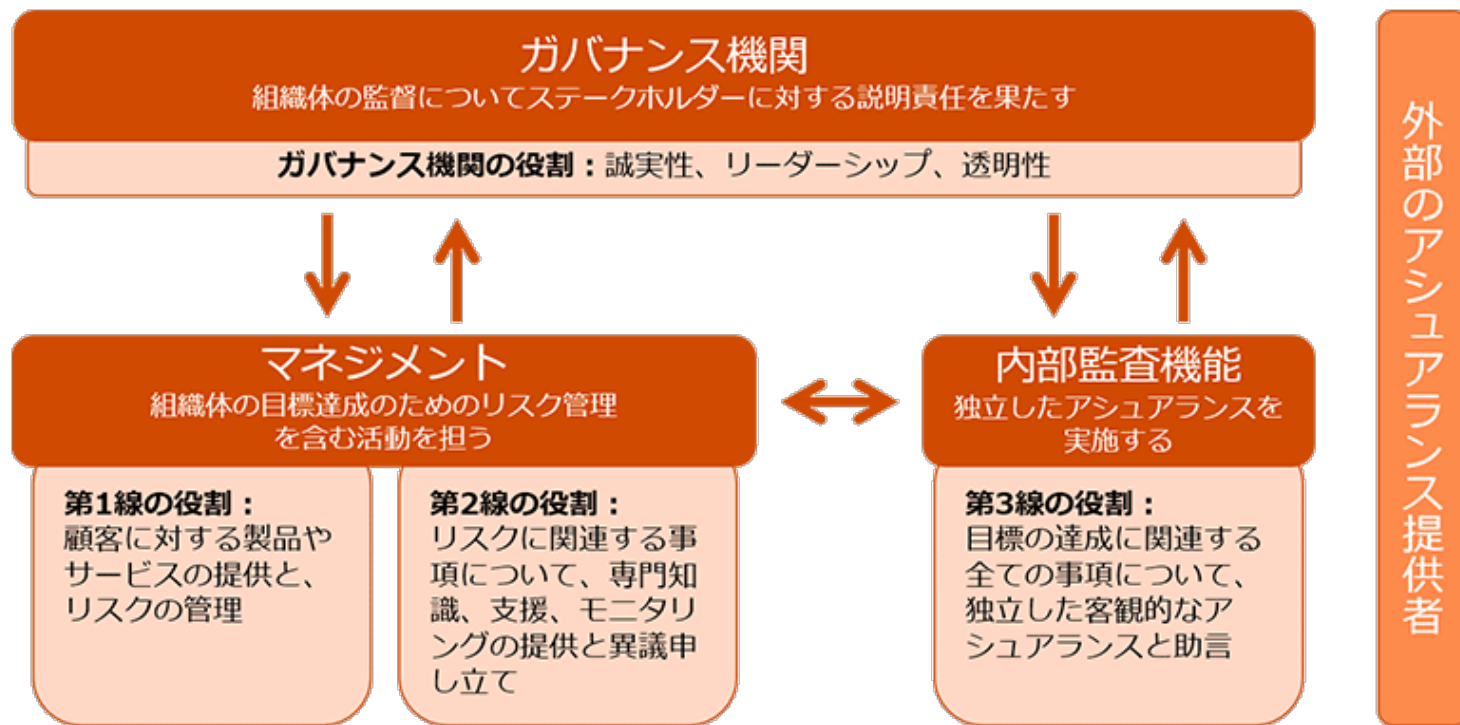 ガバナンス機関
組織体の監督についてステークホルダーに対する説明責任を果たす
ガバナンス機関の役割：誠実性、リーダーシップ、透明性
マネジメント
組織体の目標達成のためのリスク管理
を含む活動を担う
第1線の役割：
顧客に対する製品や
サービスの提供と、
リスクの管理
第2線の役割：
リスクに関連する事
項について、専門知
識、支援、モニタリ
ングの提供と異議申
し立て
内部監査機能
独立したアシュアランスを
実施する
第3線の役割：
目標の達成に関連する
全ての事項について、
独立した客観的なア
シュアランスと助言
外部のアシュアランス提供者